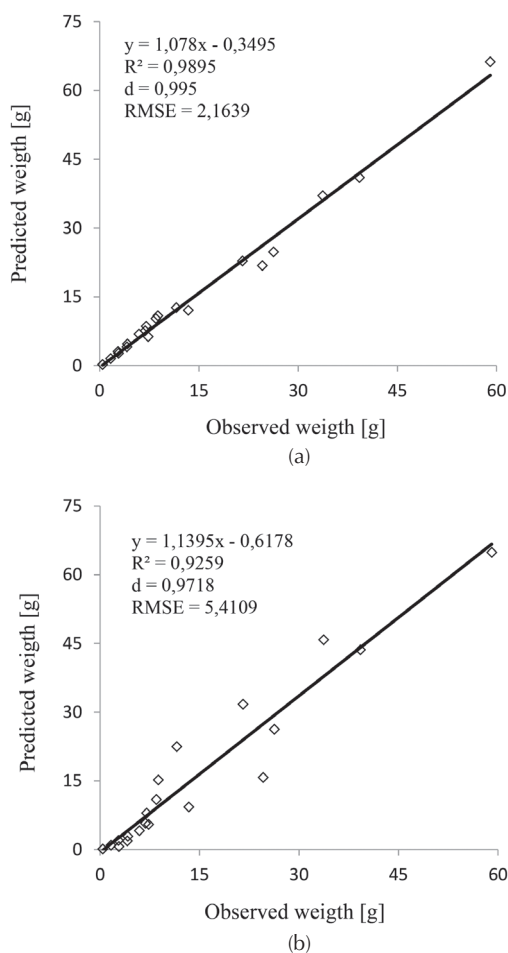 75
60
45
30
15
0
Predicted weigth [g]
y = 1,078x - 0,3495
R² = 0,9895
d = 0,995
RMSE = 2,1639
0 15 30 45 60
Observed weigth [g]
(a)
75
60
45
30
15
0
Predicted weigth [g]
y = 1,1395x - 0,6178
R² = 0,9259
d = 0,9718
RMSE = 5,4109
0 15 30 45 60
Observed weigth [g]
(b)